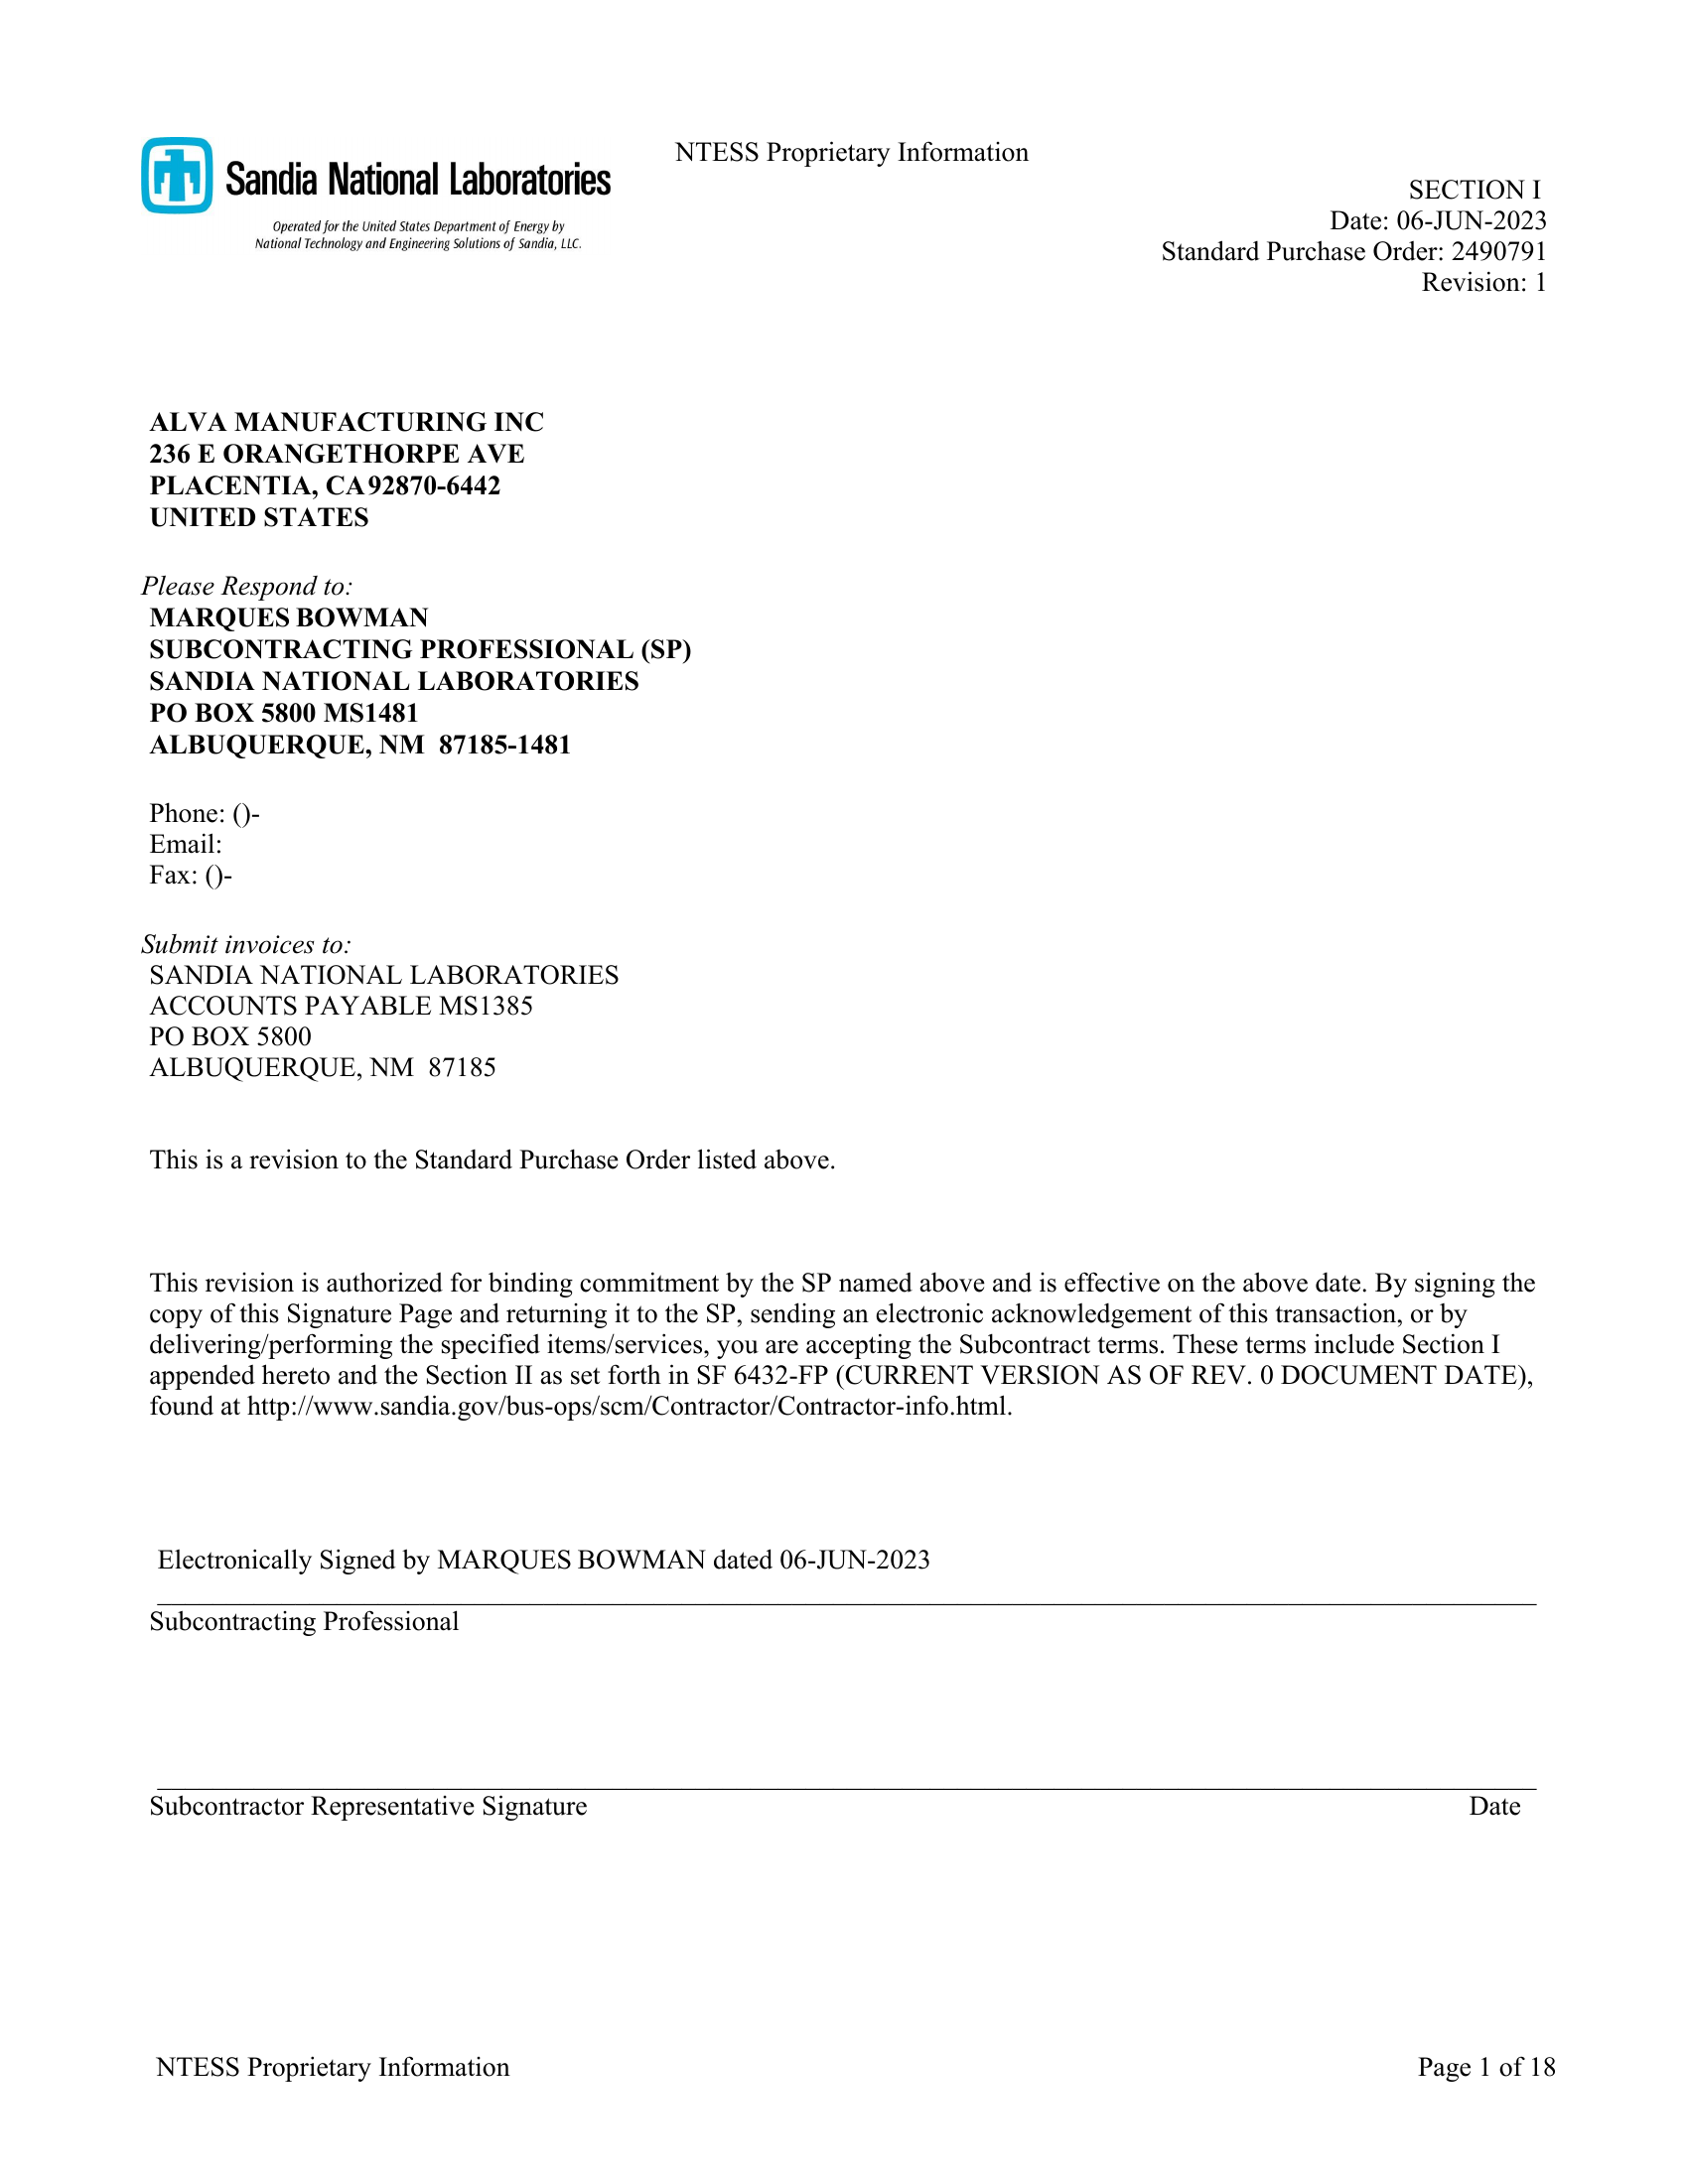 Sandia National Laboratories
Operated for the United States Department of Energy by
National Technology and Engineering Solutions of Sandia, LLC.
NTESS Proprietary Information
SECTION I
Date: 06-JUN-2023
Standard Purchase Order: 2490791
Revision: 1
ALVA MANUFACTURING INC
236 E ORANGETHORPE AVE
PLACENTIA, CA 92870-6442
UNITED STATES
Please Respond to:
MARQUES BOWMAN
SUBCONTRACTING PROFESSIONAL (SP)
SANDIA NATIONAL LABORATORIES
PO BOX 5800 MS1481
ALBUQUERQUE, NM  87185-1481
Phone: ()-
Email:
Fax: ()-
Submit invoices to:
SANDIA NATIONAL LABORATORIES
ACCOUNTS PAYABLE MS1385
PO BOX 5800
ALBUQUERQUE, NM  87185
This is a revision to the Standard Purchase Order listed above.
This revision is authorized for binding commitment by the SP named above and is effective on the above date. By signing the
copy of this Signature Page and returning it to the SP, sending an electronic acknowledgement of this transaction, or by
delivering/performing the specified items/services, you are accepting the Subcontract terms. These terms include Section I
appended hereto and the Section II as set forth in SF 6432-FP (CURRENT VERSION AS OF REV. 0 DOCUMENT DATE),
found at http://www.sandia.gov/bus-ops/scm/Contractor/Contractor-info.html.
Electronically Signed by MARQUES BOWMAN dated 06-JUN-2023
Subcontracting Professional
Subcontractor Representative Signature Date
NTESS Proprietary Information Page 1 of 18